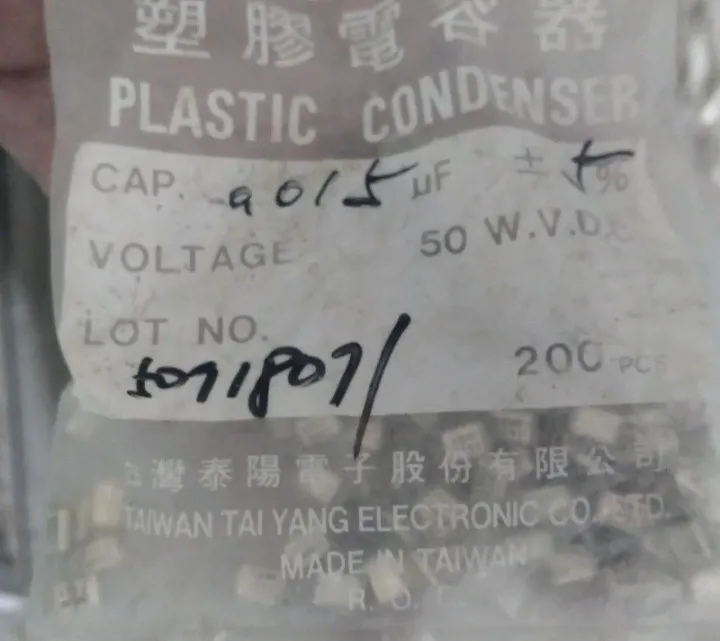 塑膠電容器
PLASTIC CONDENSER
CAP. .0015 μF ± 5%
VOLTAGE 50 W.V.D.C
LOT NO.
200 PCS
台灣泰陽電子股份有限公司
TAIWAN TAI YANG ELECTRONIC CO., LTD.
MADE IN TAIWAN
R. O. C.